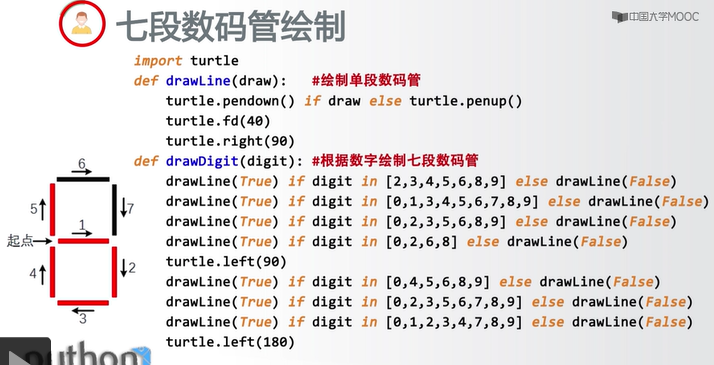 七段数码管绘制
中国大学MOOC
import turtle
def drawLine(draw):   #绘制单段数码管
    turtle.pendown() if draw else turtle.penup()
    turtle.fd(40)
    turtle.right(90)
def drawDigit(digit): #根据数字绘制七段数码管
    drawLine(True) if digit in [2,3,4,5,6,8,9] else drawLine(False)
    drawLine(True) if digit in [0,1,3,4,5,6,7,8,9] else drawLine(False)
    drawLine(True) if digit in [0,2,3,5,6,8,9] else drawLine(False)
    drawLine(True) if digit in [0,2,6,8] else drawLine(False)
    turtle.left(90)
    drawLine(True) if digit in [0,4,5,6,8,9] else drawLine(False)
    drawLine(True) if digit in [0,2,3,5,6,7,8,9] else drawLine(False)
    drawLine(True) if digit in [0,1,2,3,4,7,8,9] else drawLine(False)
    turtle.left(180)
6
5
7
1
起点
4
2
3
python